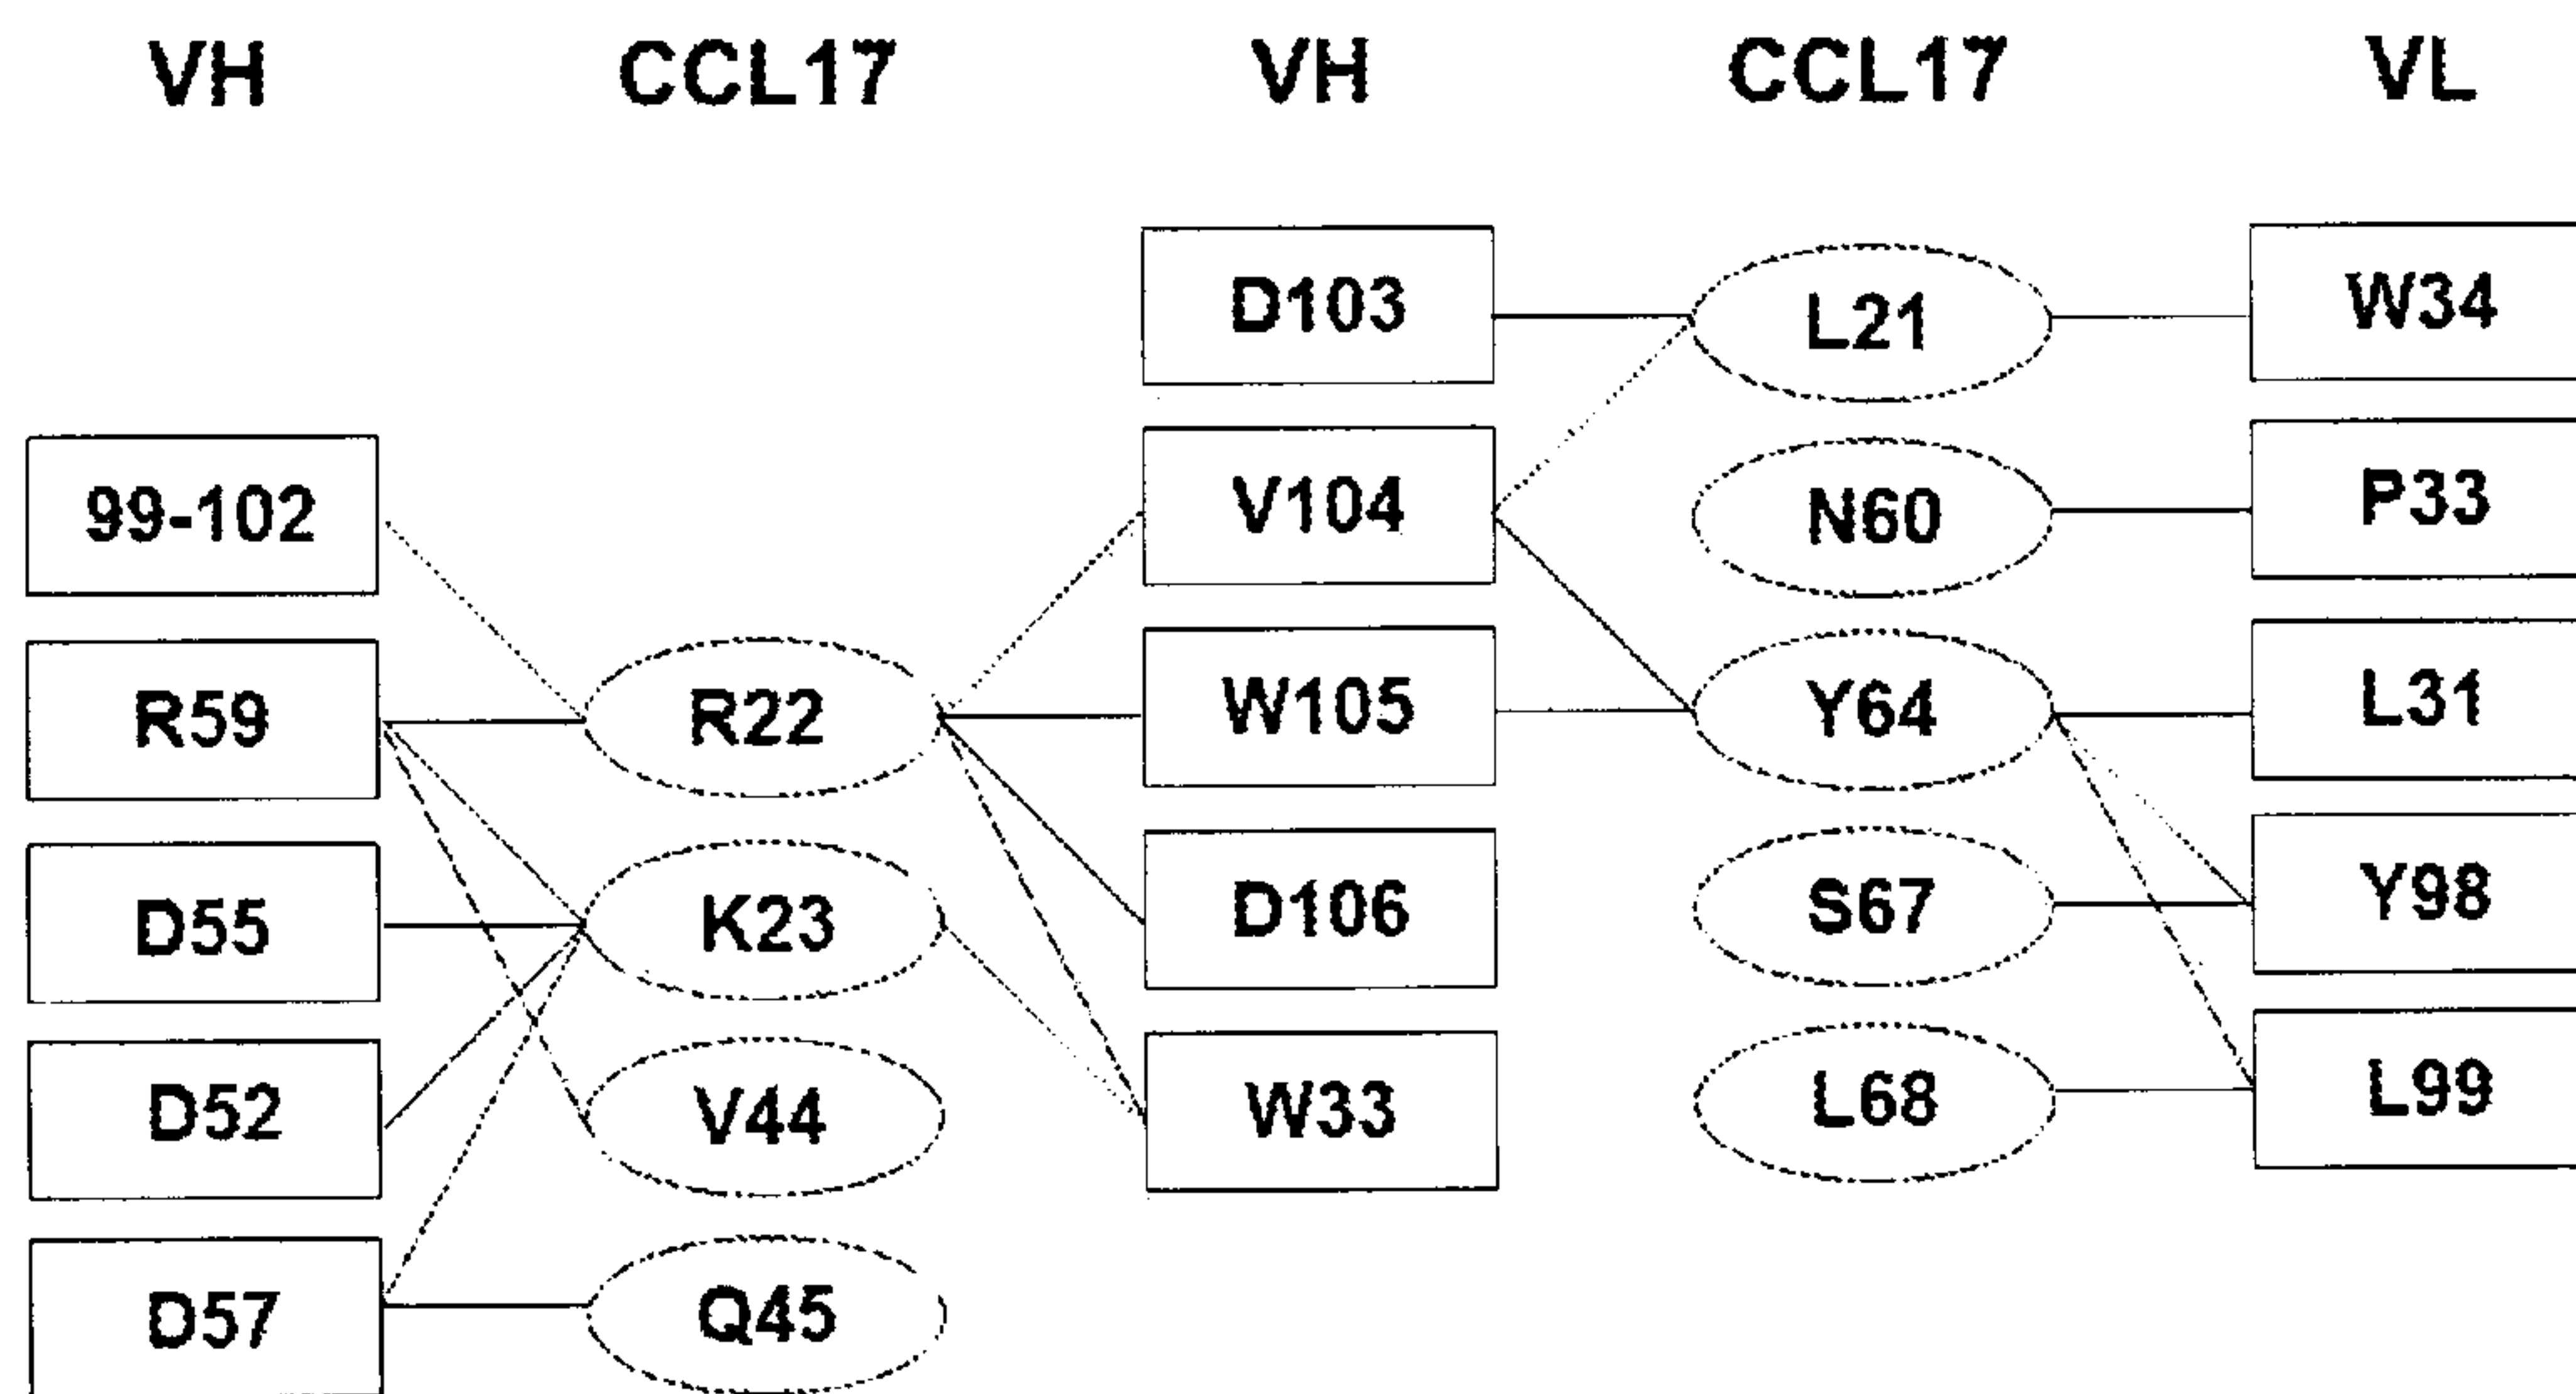 VH CCL17 VH CCL17 VL
D103 L21 W34
99-102 V104 N60 P33
R59 R22 W105 Y64 L31
D55 K23 D106 S67 Y98
D52 V44 W33 L68 L99
D57 Q45